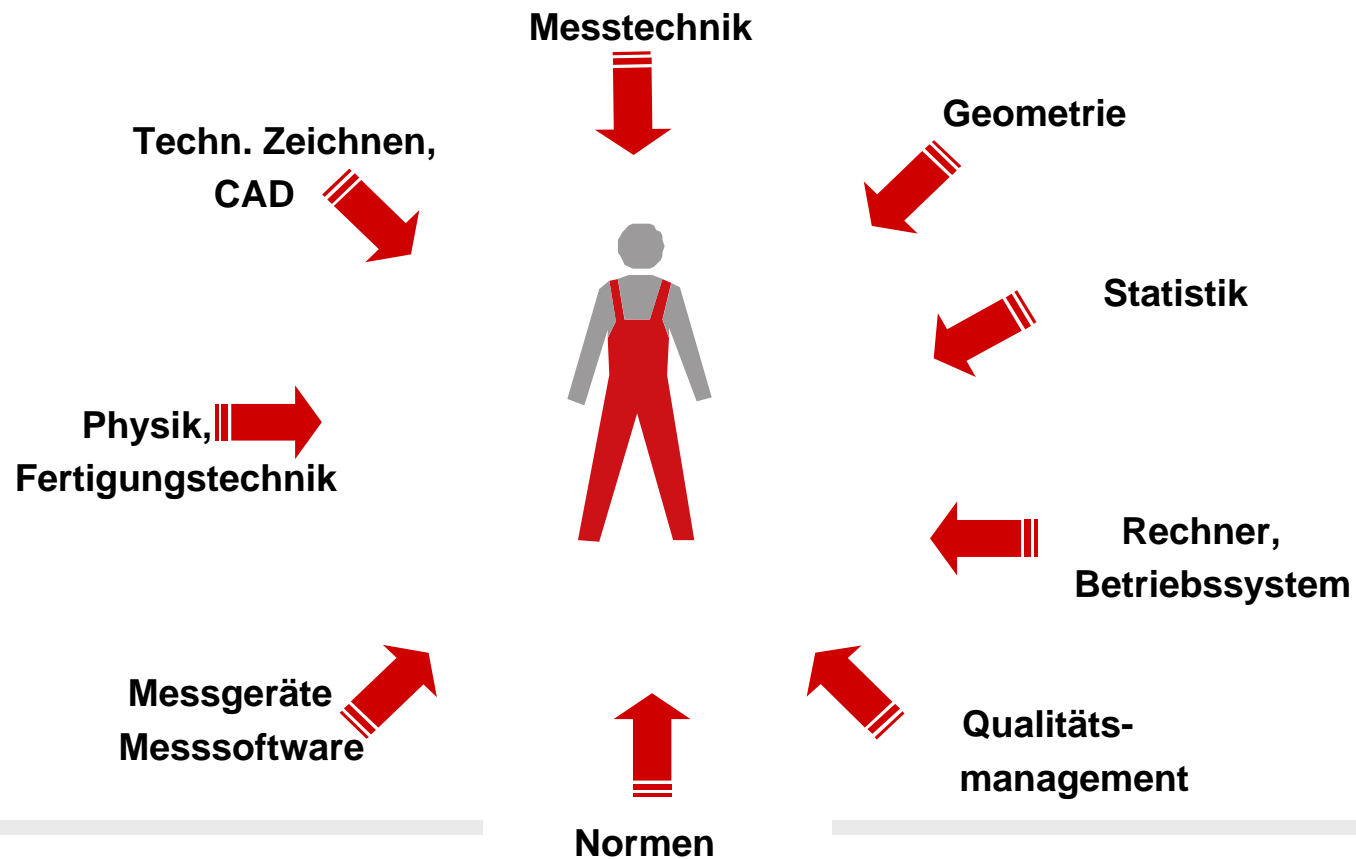 Messtechnik
Geometrie
Techn. Zeichnen,
CAD
Statistik
Physik,
Fertigungstechnik
Rechner,
Betriebssystem
Messgeräte
Messsoftware
Qualitäts-
management
Normen